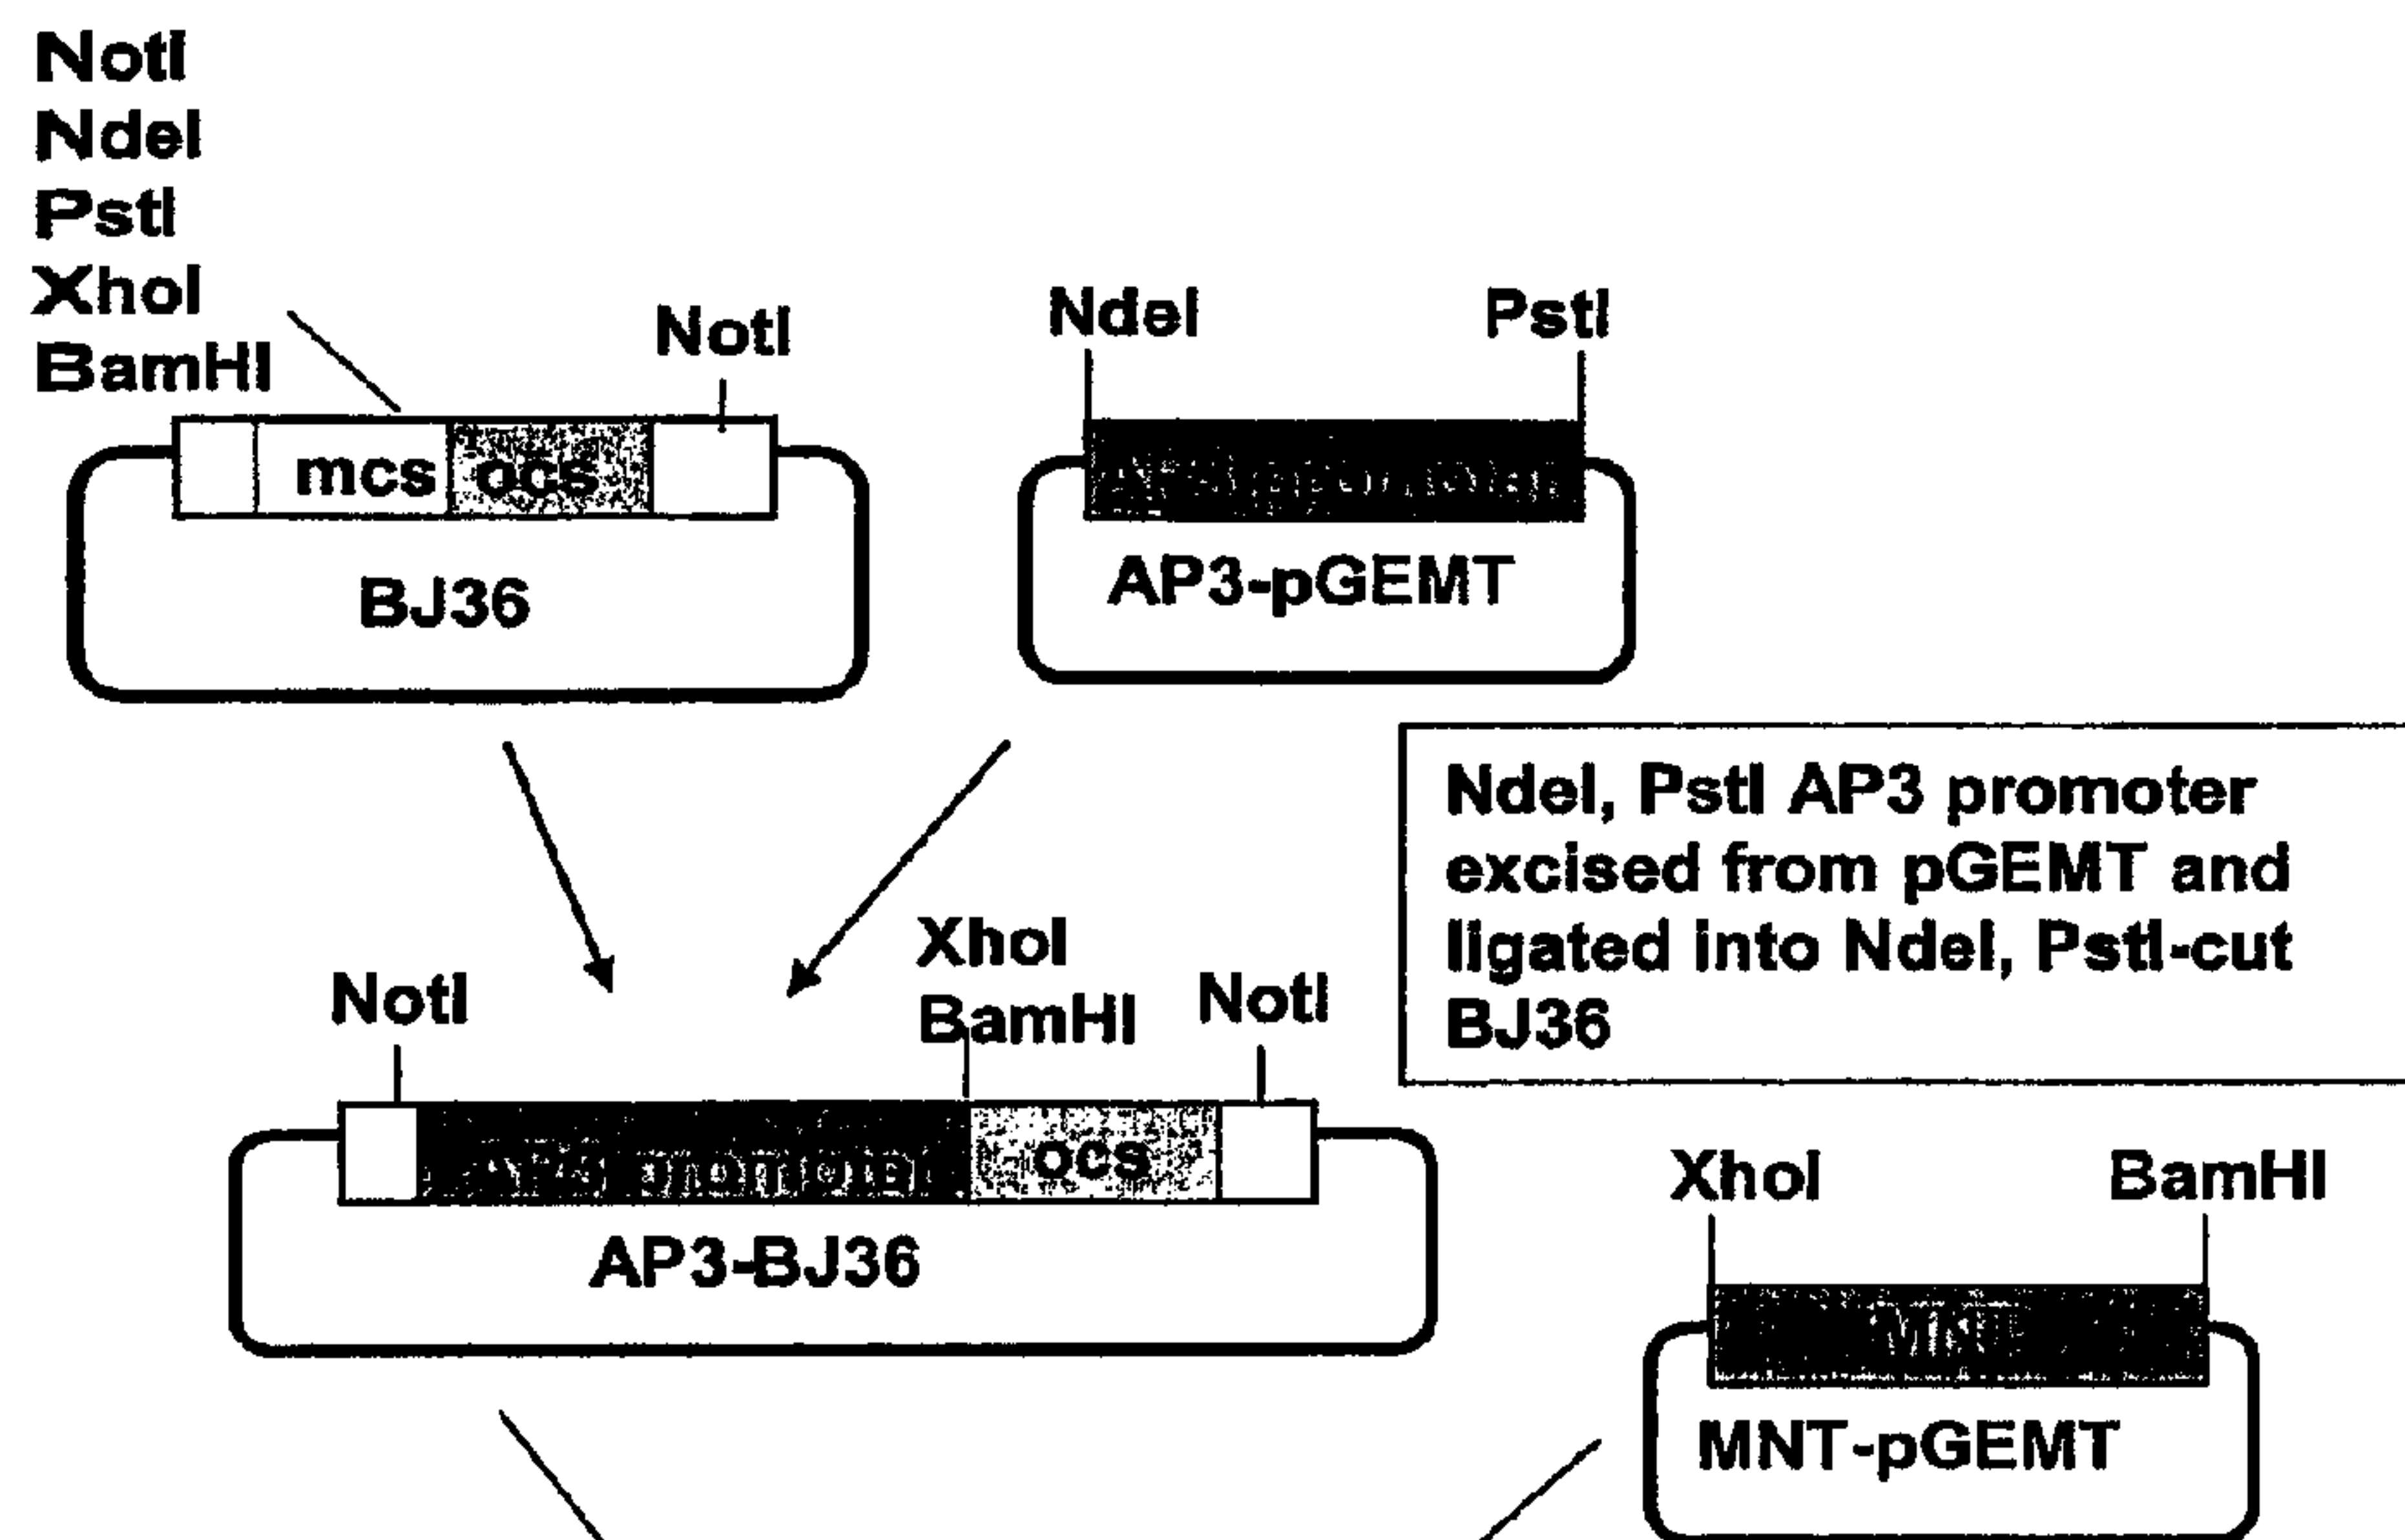 NotI
NdeI
PstI
XhoI
BamHI
NotI
NdeI
PstI
mcs
ocs
AP3 promoter
BJ36
AP3-pGEMT
NdeI, PstI AP3 promoter
excised from pGEMT and
ligated into NdeI, PstI-cut
BJ36
NotI
XhoI
BamHI
NotI
AP3 promoter
ocs
AP3-BJ36
XhoI
BamHI
MNT
MNT-pGEMT